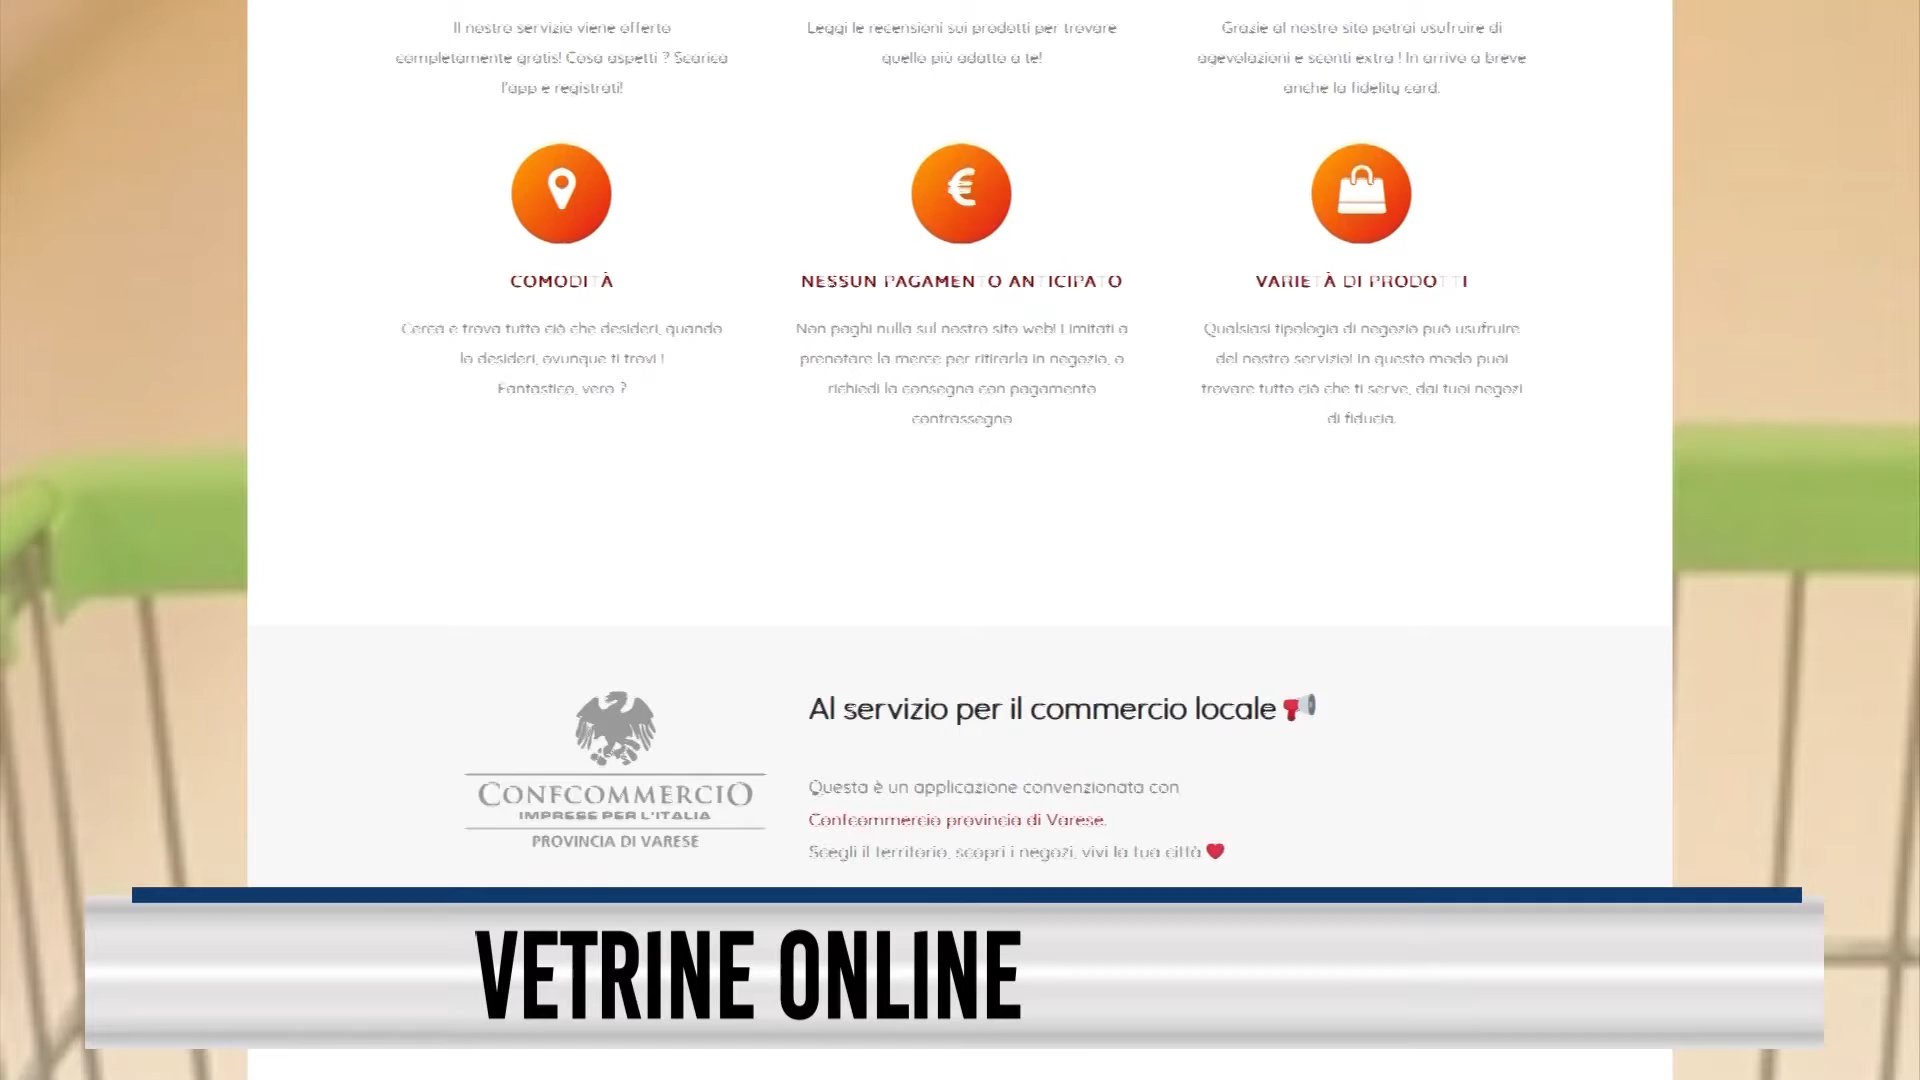 Il nostro servizio viene offerto
completamente gratis! Cosa aspetti ? Scarica
l'app e registrati!
Leggi le recensioni sui prodotti per trovare
quello più adatto a te!
Grazie al nostro sito potrai usufruire di
agevolazioni e sconti extra ! In arrivo a breve
anche la fidelity card.
COMODITÀ
Cerca e trova tutto ciò che desideri, quando
lo desideri, ovunque ti trovi !
Fantastico, vero ?
€
NESSUN PAGAMENTO ANTICIPATO
Non paghi nulla sul nostro sito web! Limitati a
prenotare la merce per ritirarla in negozio, o
richiedi la consegna con pagamento
contrassegno
VARIETÀ DI PRODOTTI
Qualsiasi tipologia di negozio può usufruire
del nostro servizio! In questo modo puoi
trovare tutto ciò che ti serve, dai tuoi negozi
di fiducia.
CONFCOMMERCIO
IMPRESE PER L'ITALIA
PROVINCIA DI VARESE
Al servizio per il commercio locale
Questa è un applicazione convenzionata con
Confcommercio provincia di Varese.
Scegli il territorio, scopri i negozi, vivi la tua città
VETRINE ONLINE